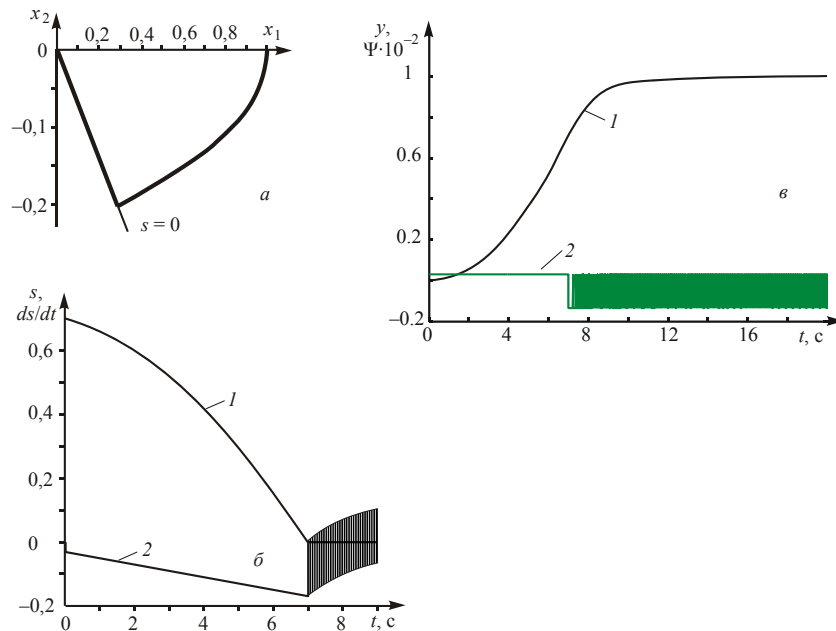 x₂
0,2 0,4 0,6 0,8 x₁
0
–0,1
–0,2
s = 0
а
y,
Ψ·10⁻²
1
0.6
0.2
–0.2
1
2
в
0 4 8 12 16 t, с
s,
ds/dt
0,6
0,4
0,2
0
–0,2
1
2
б
0 2 4 6 8 t, с